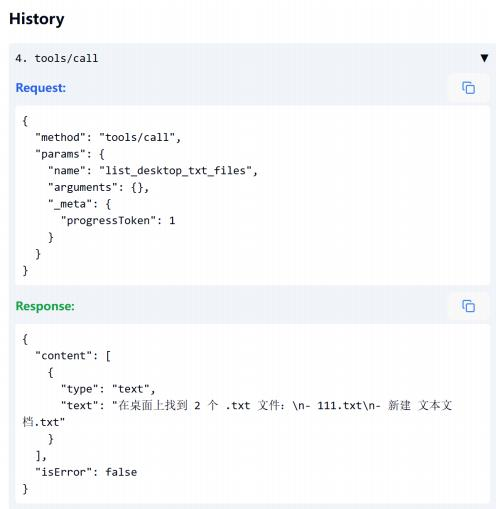 History
4. tools/call ▼
Request:
{
  "method": "tools/call",
  "params": {
    "name": "list_desktop_txt_files",
    "arguments": {},
    "_meta": {
      "progressToken": 1
    }
  }
}
Response:
{
  "content": [
    {
      "type": "text",
      "text": "在桌面上找到 2 个 .txt 文件：\n- 111.txt\n- 新建 文本文
档.txt"
    }
  ],
  "isError": false
}